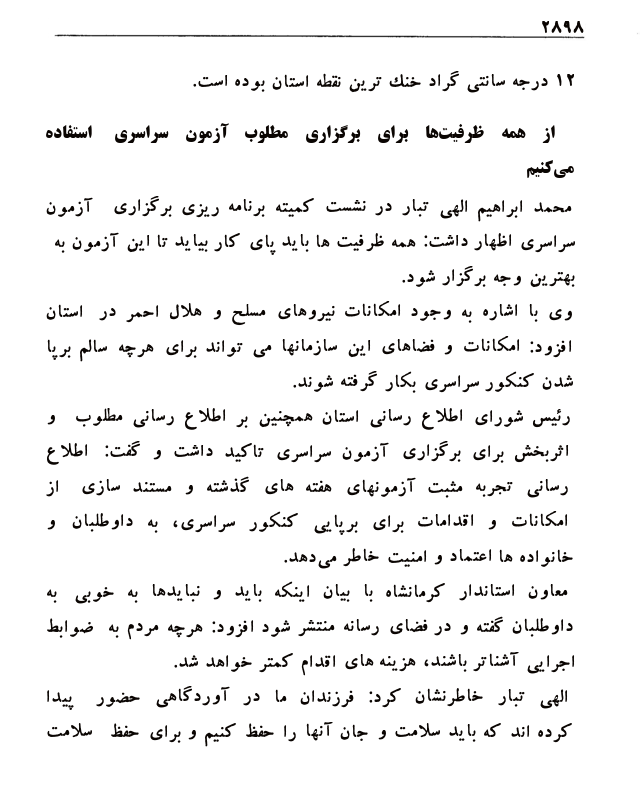 ۲۸۹۸
۱۲ درجه سانتی گراد خنك ترین نقطه استان بوده است.
از همه ظرفیت‌ها برای برگزاری مطلوب آزمون سراسری استفاده
می‌کنیم
محمد ابراهیم الهی تبار در نشست کمیته برنامه ریزی برگزاری آزمون
سراسری اظهار داشت: همه ظرفیت ها باید پای کار بیاید تا این آزمون به
بهترین وجه برگزار شود.
وی با اشاره به وجود امکانات نیروهای مسلح و هلال احمر در استان
افزود: امکانات و فضاهای این سازمانها می تواند برای هرچه سالم برپا
شدن کنکور سراسری بکار گرفته شوند.
رئیس شورای اطلاع رسانی استان همچنین بر اطلاع رسانی مطلوب و
اثربخش برای برگزاری آزمون سراسری تاکید داشت و گفت: اطلاع
رسانی تجربه مثبت آزمونهای هفته های گذشته و مستند سازی از
امکانات و اقدامات برای برپایی کنکور سراسری، به داوطلبان و
خانواده ها اعتماد و امنیت خاطر می‌دهد.
معاون استاندار کرمانشاه با بیان اینکه باید و نبایدها به خوبی به
داوطلبان گفته و در فضای رسانه منتشر شود افزود: هرچه مردم به ضوابط
اجرایی آشناتر باشند، هزینه های اقدام کمتر خواهد شد.
الهی تبار خاطرنشان کرد: فرزندان ما در آوردگاهی حضور پیدا
کرده اند که باید سلامت و جان آنها را حفظ کنیم و برای حفظ سلامت